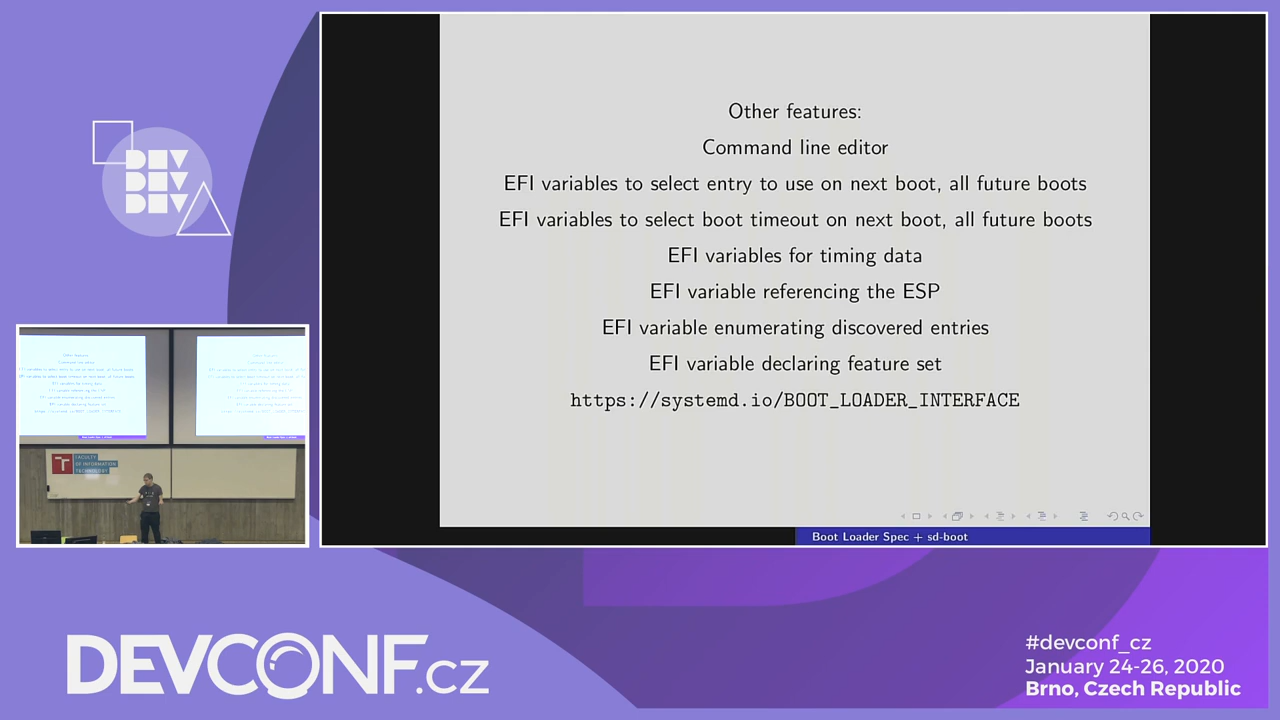 DEV
DEV
DEV
Other features:
Command line editor
EFI variables to select entry to use on next boot, all future boots
EFI variables to select boot timeout on next boot, all future boots
EFI variables for timing data
EFI variable referencing the ESP
EFI variable enumerating discovered entries
EFI variable declaring feature set
https://systemd.io/BOOT_LOADER_INTERFACE
Boot Loader Spec + sd-boot
FACULTY
OF INFORMATION
TECHNOLOGY
DEVCONF.cz
#devconf_cz
January 24-26, 2020
Brno, Czech Republic